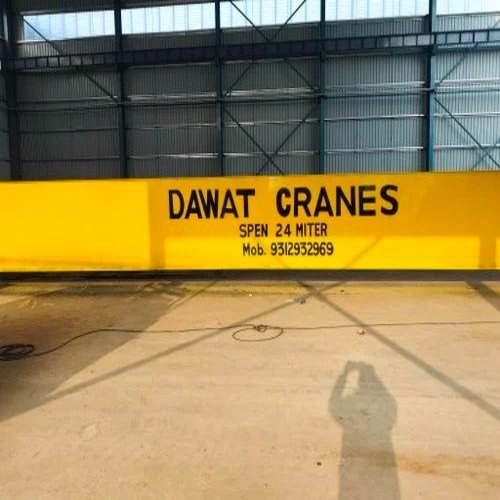 DAWAT CRANES
SPEN 24 MITER
Mob. 9312932969